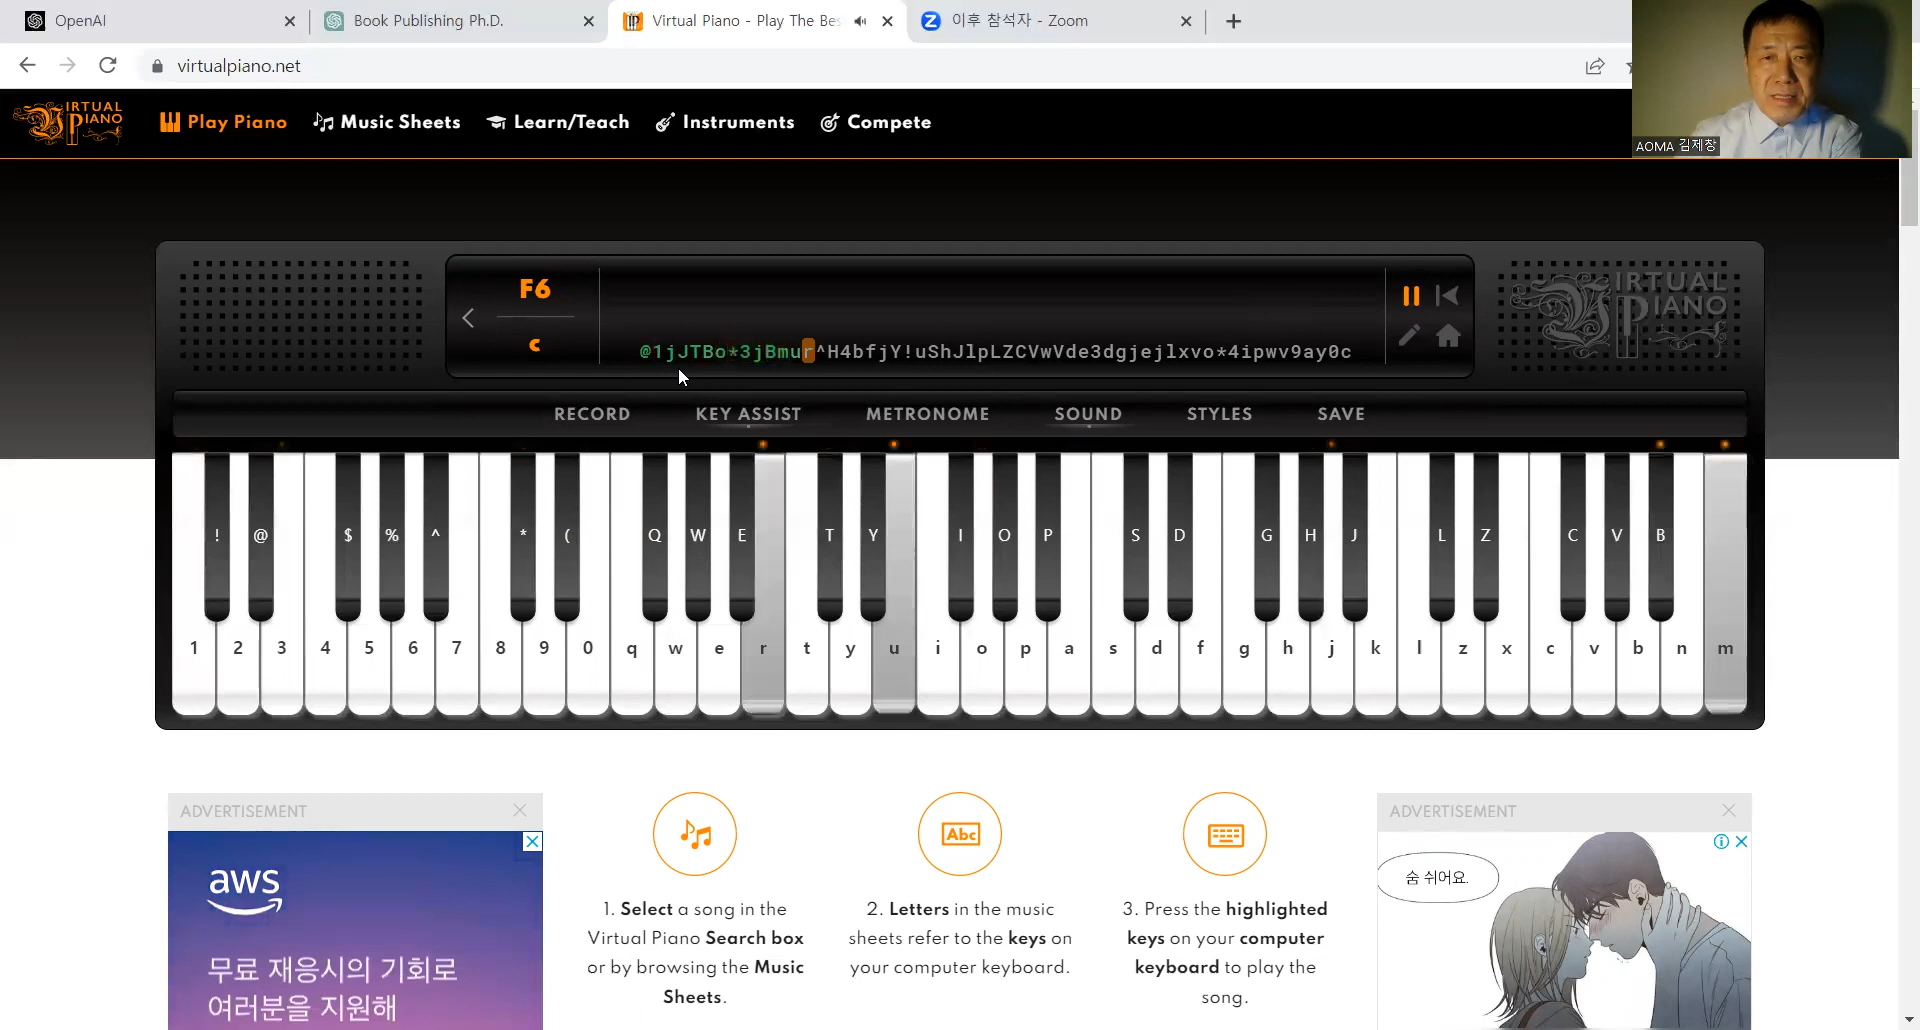 OpenAI
Book Publishing Ph.D.
Virtual Piano - Play The Bes
이후 참석자 - Zoom
virtualpiano.net
AOMA 김제창
VIRTUAL PIANO
Play Piano
Music Sheets
Learn/Teach
Instruments
Compete
F6
c
@1jJTBo*3jBmur^H4bfjY!uShJlpLZCVwVde3dgjejlxvo*4ipwv9ay0c
VIRTUAL PIANO
RECORD
KEY ASSIST
METRONOME
SOUND
STYLES
SAVE
! @ $ % ^ * ( Q W E T Y I O P S D G H J L Z C V B
1 2 3 4 5 6 7 8 9 0 q w e r t y u i o p a s d f g h j k l z x c v b n m
ADVERTISEMENT
aws
무료 재응시의 기회로
여러분을 지원해
Abc
1. Select a song in the
Virtual Piano Search box
or by browsing the Music
Sheets.
2. Letters in the music
sheets refer to the keys on
your computer keyboard.
3. Press the highlighted
keys on your computer
keyboard to play the
song.
ADVERTISEMENT
숨 쉬어요.